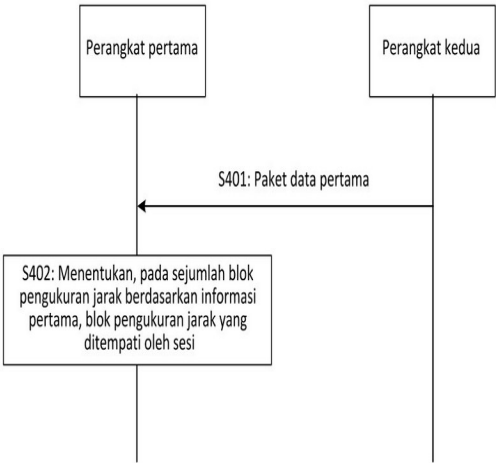 Perangkat pertama
Perangkat kedua
S401: Paket data pertama
S402: Menentukan, pada sejumlah blok
pengukuran jarak berdasarkan informasi
pertama, blok pengukuran jarak yang
ditempati oleh sesi